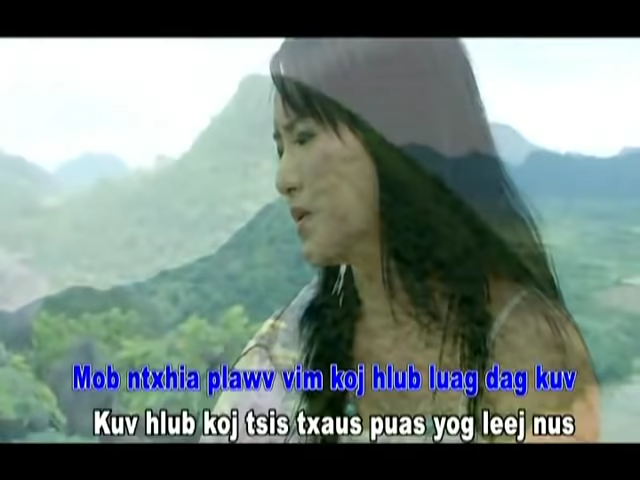 Mob ntxhia plawv vim koj hlub luag dag kuv
Kuv hlub koj tsis txaus puas yog leej nus